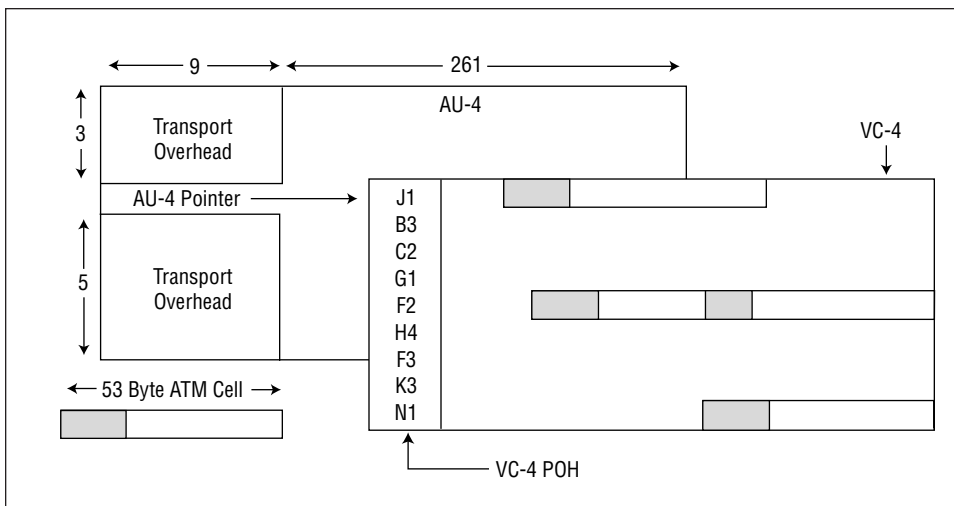 9
261
AU-4
3
Transport
Overhead
VC-4
AU-4 Pointer
J1
B3
C2
G1
F2
H4
F3
K3
N1
5
Transport
Overhead
53 Byte ATM Cell
VC-4 POH